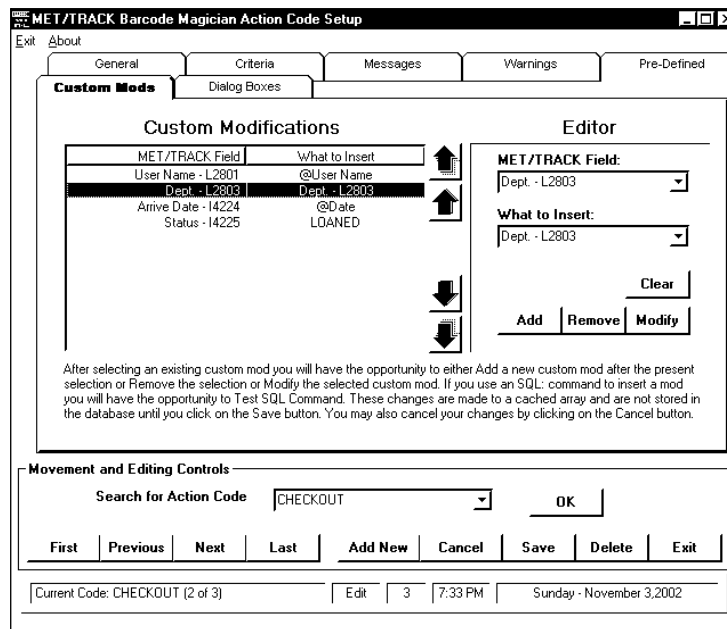 MET/TRACK Barcode Magician Action Code Setup
Exit About
General Criteria Messages Warnings Pre-Defined
Custom Mods Dialog Boxes
Custom Modifications
MET/TRACK Field What to Insert
User Name - L2801 @User Name
Dept. - L2803 Dept. - L2803
Arrive Date - I4224 @Date
Status - I4225 LOANED
Editor
MET/TRACK Field:
Dept. - L2803
What to Insert:
Dept. - L2803
Clear
Add Remove Modify
After selecting an existing custom mod you will have the opportunity to either Add a new custom mod after the present
selection or Remove the selection or Modify the selected custom mod. If you use an SQL: command to insert a mod
you will have the opportunity to Test SQL Command. These changes are made to a cached array and are not stored in
the database until you click on the Save button. You may also cancel your changes by clicking on the Cancel button.
Movement and Editing Controls
Search for Action Code CHECKOUT OK
First Previous Next Last Add New Cancel Save Delete Exit
Current Code: CHECKOUT (2 of 3) Edit 3 7:33 PM Sunday - November 3,2002